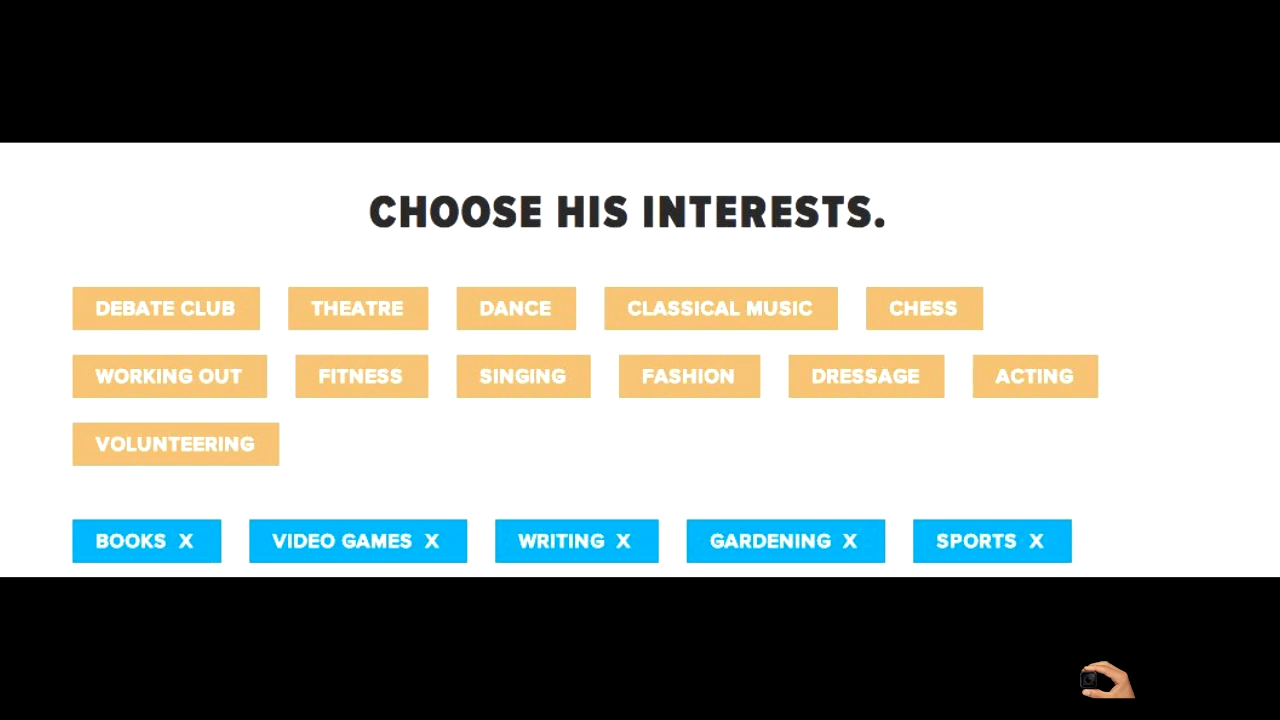 CHOOSE HIS INTERESTS.
DEBATE CLUB THEATRE DANCE CLASSICAL MUSIC CHESS
WORKING OUT FITNESS SINGING FASHION DRESSAGE ACTING
VOLUNTEERING
BOOKS X VIDEO GAMES X WRITING X GARDENING X SPORTS X